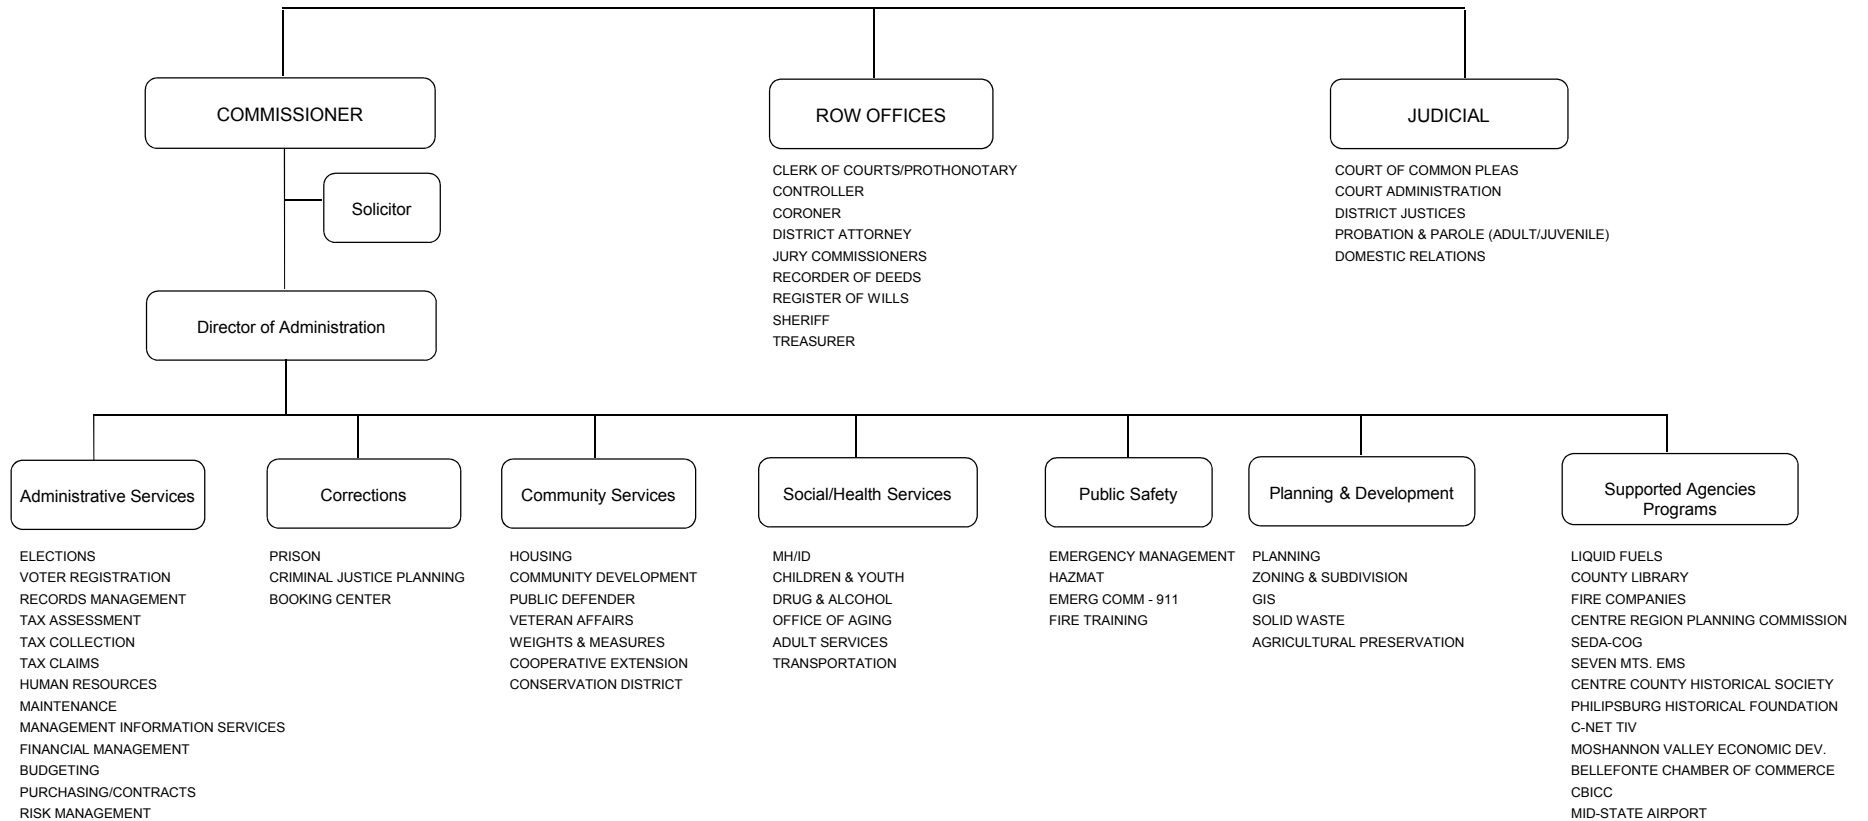 COMMISSIONER
ROW OFFICES
JUDICIAL
CLERK OF COURTS/PROTHONOTARY
CONTROLLER
CORONER
DISTRICT ATTORNEY
JURY COMMISSIONERS
RECORDER OF DEEDS
REGISTER OF WILLS
SHERIFF
TREASURER
COURT OF COMMON PLEAS
COURT ADMINISTRATION
DISTRICT JUSTICES
PROBATION & PAROLE (ADULT/JUVENILE)
DOMESTIC RELATIONS
Solicitor
Director of Administration
Administrative Services
ELECTIONS
VOTER REGISTRATION
RECORDS MANAGEMENT
TAX ASSESSMENT
TAX COLLECTION
TAX CLAIMS
HUMAN RESOURCES
MAINTENANCE
MANAGEMENT INFORMATION SERVICES
FINANCIAL MANAGEMENT
BUDGETING
PURCHASING/CONTRACTS
RISK MANAGEMENT
Corrections
PRISON
CRIMINAL JUSTICE PLANNING
BOOKING CENTER
Community Services
HOUSING
COMMUNITY DEVELOPMENT
PUBLIC DEFENDER
VETERAN AFFAIRS
WEIGHTS & MEASURES
COOPERATIVE EXTENSION
CONSERVATION DISTRICT
Social/Health Services
MH/ID
CHILDREN & YOUTH
DRUG & ALCOHOL
OFFICE OF AGING
ADULT SERVICES
TRANSPORTATION
Public Safety
EMERGENCY MANAGEMENT
HAZMAT
EMERG COMM - 911
FIRE TRAINING
Planning & Development
PLANNING
ZONING & SUBDIVISION
GIS
SOLID WASTE
AGRICULTURAL PRESERVATION
Supported Agencies
Programs
LIQUID FUELS
COUNTY LIBRARY
FIRE COMPANIES
CENTRE REGION PLANNING COMMISSION
SEDA-COG
SEVEN MTS. EMS
CENTRE COUNTY HISTORICAL SOCIETY
PHILIPSBURG HISTORICAL FOUNDATION
C-NET TIV
MOSHANNON VALLEY ECONOMIC DEV.
BELLEFONTE CHAMBER OF COMMERCE
CBICC
MID-STATE AIRPORT